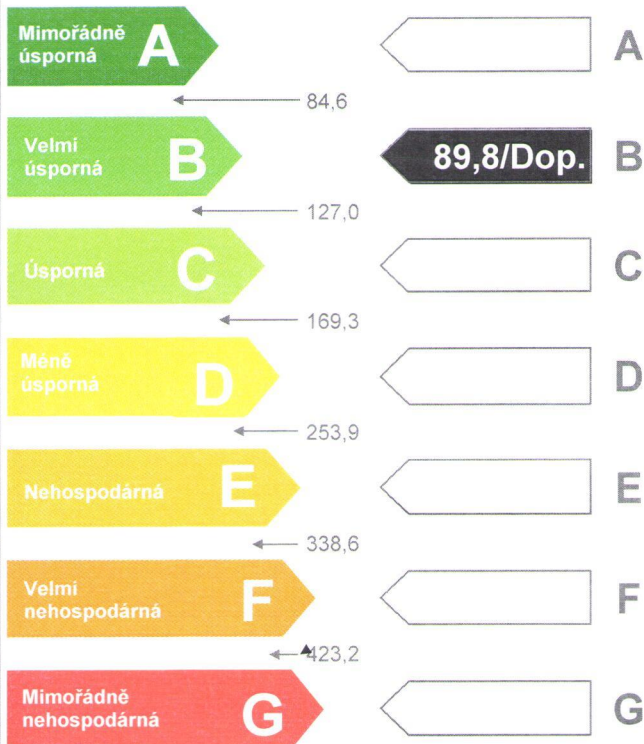 Mimořádně
úsporná
A
A
84,6
Velmi
úsporná
B
89,8/Dop.
B
127,0
Úsporná
C
C
169,3
Méně
úsporná
D
D
253,9
Nehospodárná
E
E
338,6
Velmi
nehospodárná
F
F
423,2
Mimořádně
nehospodárná
G
G